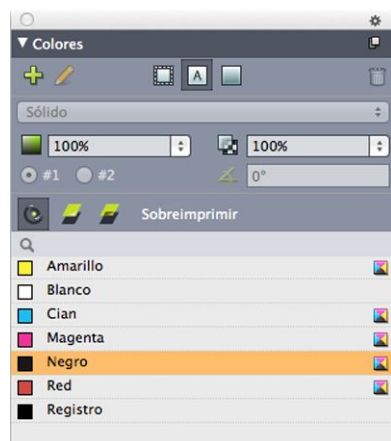 ▼ Colores
A
Sólido
100% 100%
#1 #2 0°
Sobreimprimir
Amarillo
Blanco
Cian
Magenta
Negro
Red
Registro